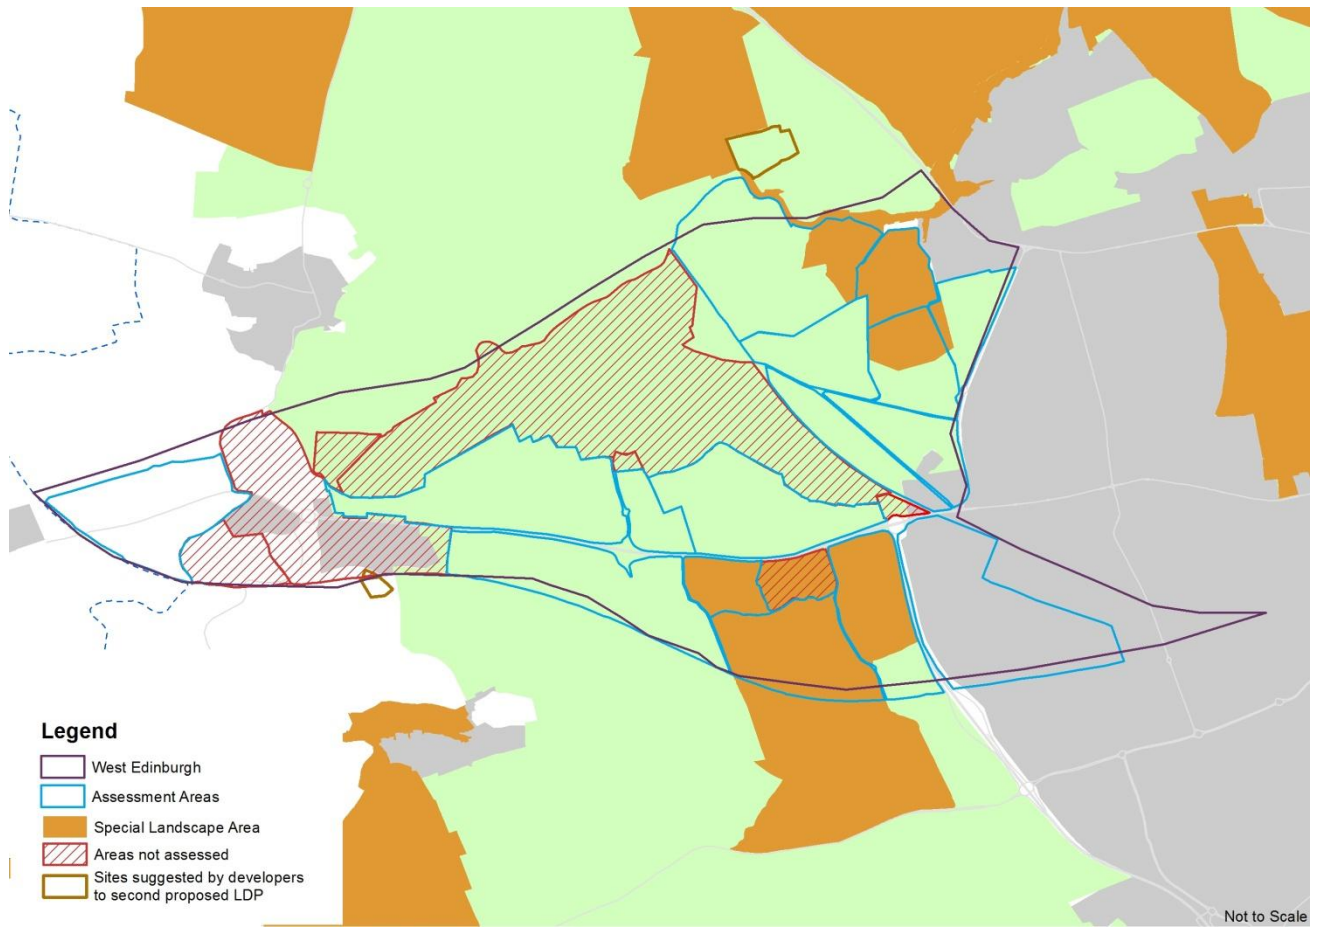 Legend
West Edinburgh
Assessment Areas
Special Landscape Area
Areas not assessed
Sites suggested by developers
to second proposed LDP
Not to Scale